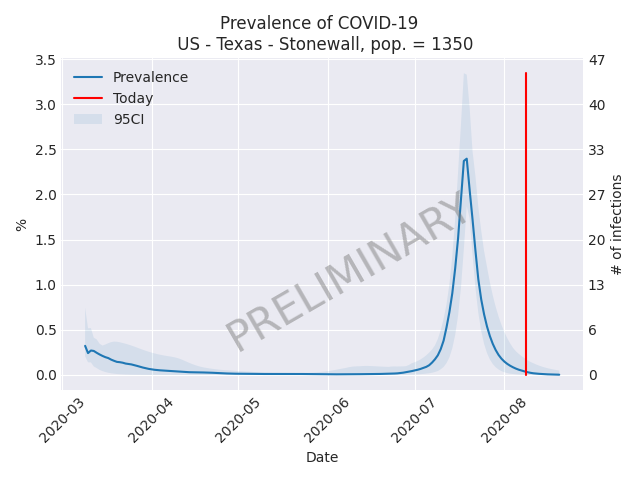 Prevalence of COVID-19
US - Texas - Stonewall, pop. = 1350
3.5
3.0
2.5
2.0
1.5
1.0
0.5
0.0
%
Prevalence
Today
95CI
PRELIMINARY
47
40
33
27
20
13
6
0
# of infections
2020-03
2020-04
2020-05
2020-06
2020-07
2020-08
Date